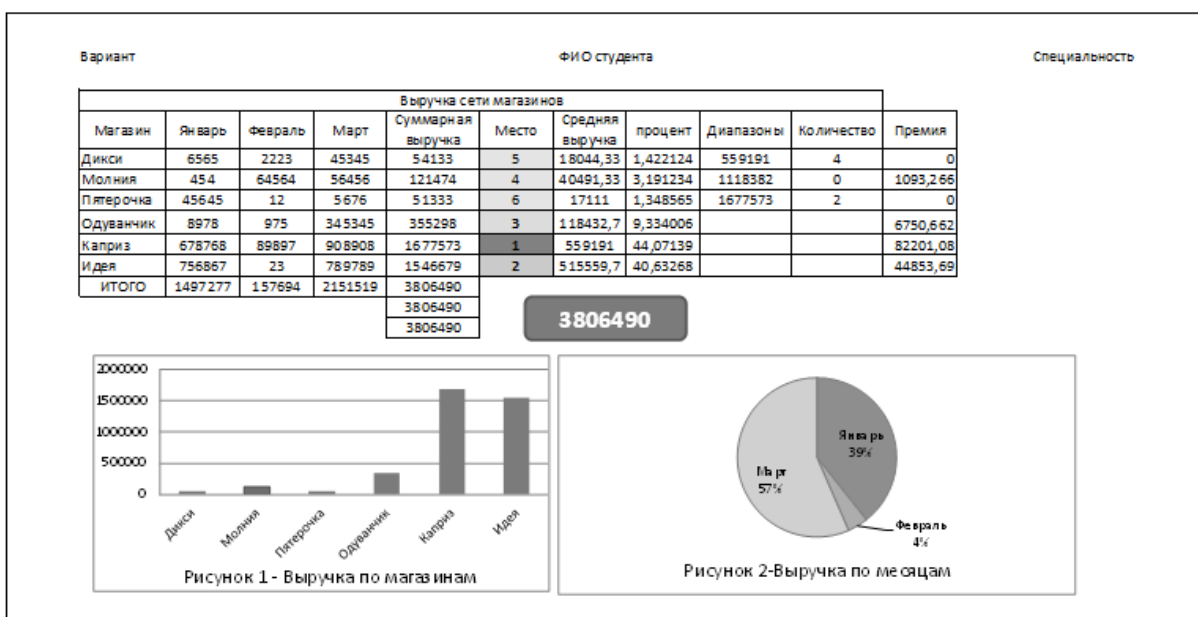 Вариант ФИО студента Специальность
Выручка сети магазинов
Магазин Январь Февраль Март Суммарная выручка Место Средняя выручка процент Диапазоны Количество Премия
Дикси 6565 2223 45345 54133 5 18044,33 1,422124 559191 4 0
Молния 454 64564 56456 121474 4 40491,33 3,191234 1118382 0 1093,266
Пятерочка 45645 12 5676 51333 6 17111 1,348565 1677573 2 0
Одуванчик 8978 975 345345 355298 3 118432,7 9,334006 6750,662
Каприз 678768 89897 908908 1677573 1 559191 44,07139 82201,08
Идея 756867 23 789789 1546679 2 515559,7 40,63268 44853,69
ИТОГО 1497277 157694 2151519 3806490
3806490
3806490
3806490
2000000
1500000
1000000
500000
0
Дикси Молния Пятерочка Одуванчик Каприз Идея
Рисунок 1 - Выручка по магазинам
Январь
39%
Март
57%
Февраль
4%
Рисунок 2-Выручка по месяцам